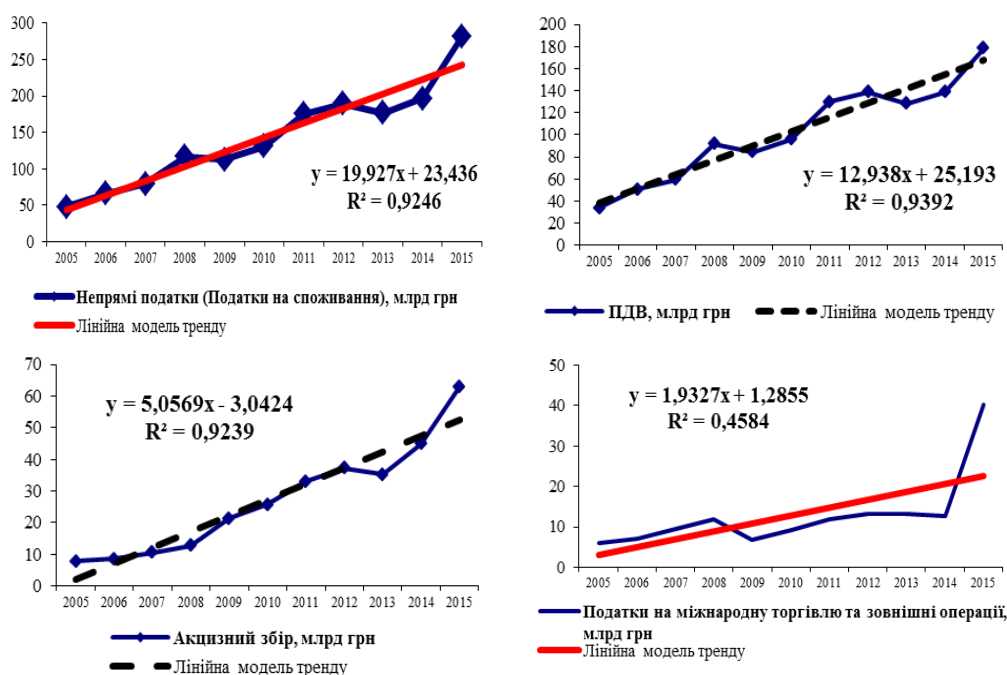 300
250
200
150
100
50
0
y = 19,927x + 23,436
R² = 0,9246
2005 2006 2007 2008 2009 2010 2011 2012 2013 2014 2015
Непрямі податки (Податки на споживання), млрд грн
Лінійна модель тренду
200
180
160
140
120
100
80
60
40
20
0
y = 12,938x + 25,193
R² = 0,9392
2005 2006 2007 2008 2009 2010 2011 2012 2013 2014 2015
ПДВ, млрд грн Лінійна модель тренду
70
60
50
40
30
20
10
0
y = 5,0569x - 3,0424
R² = 0,9239
2005 2006 2007 2008 2009 2010 2011 2012 2013 2014 2015
Акцизний збір, млрд грн
Лінійна модель тренду
50
40
30
20
10
0
y = 1,9327x + 1,2855
R² = 0,4584
2005 2006 2007 2008 2009 2010 2011 2012 2013 2014 2015
Податки на міжнародну торгівлю та зовнішні операції,
млрд грн
Лінійна модель тренду